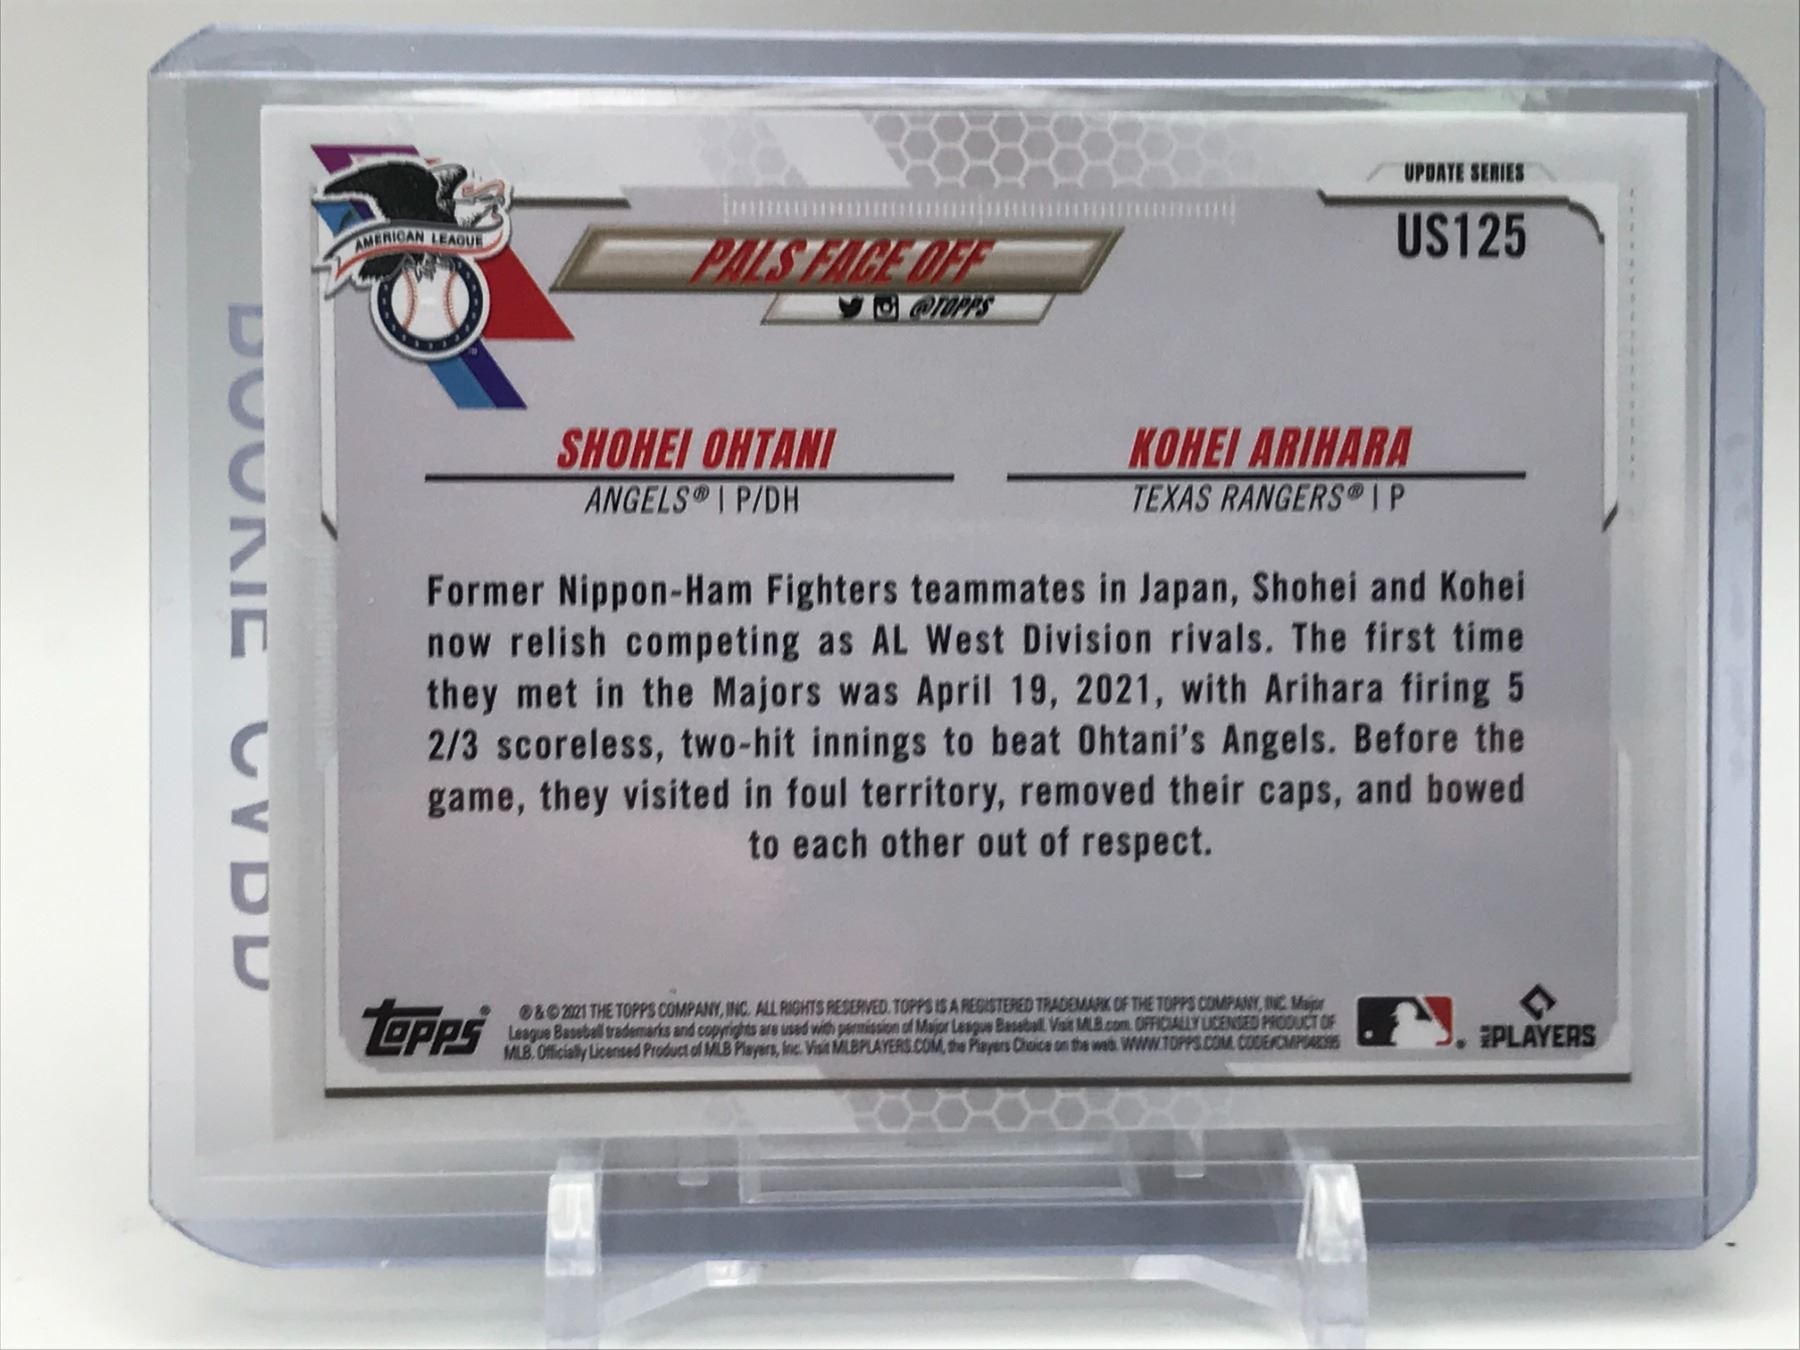 ROOKIE CARD
AMERICAN LEAGUE
UPDATE SERIES
US125
PALS FACE OFF
@TOPPS
SHOHEI OHTANI
ANGELS® | P/DH
KOHEI ARIHARA
TEXAS RANGERS® | P
Former Nippon-Ham Fighters teammates in Japan, Shohei and Kohei
now relish competing as AL West Division rivals. The first time
they met in the Majors was April 19, 2021, with Arihara firing 5
2/3 scoreless, two-hit innings to beat Ohtani's Angels. Before the
game, they visited in foul territory, removed their caps, and bowed
to each other out of respect.
topps®
® & © 2021 THE TOPPS COMPANY, INC. ALL RIGHTS RESERVED. TOPPS IS A REGISTERED TRADEMARK OF THE TOPPS COMPANY, INC. Major
League Baseball trademarks and copyrights are used with permission of Major League Baseball. Visit MLB.com. OFFICIALLY LICENSED PRODUCT OF
MLB. Officially Licensed Product of MLB Players, Inc. Visit MLBPLAYERS.COM, the Players Choice on the web. WWW.TOPPS.COM. CODE#CMP048395
MLB PLAYERS